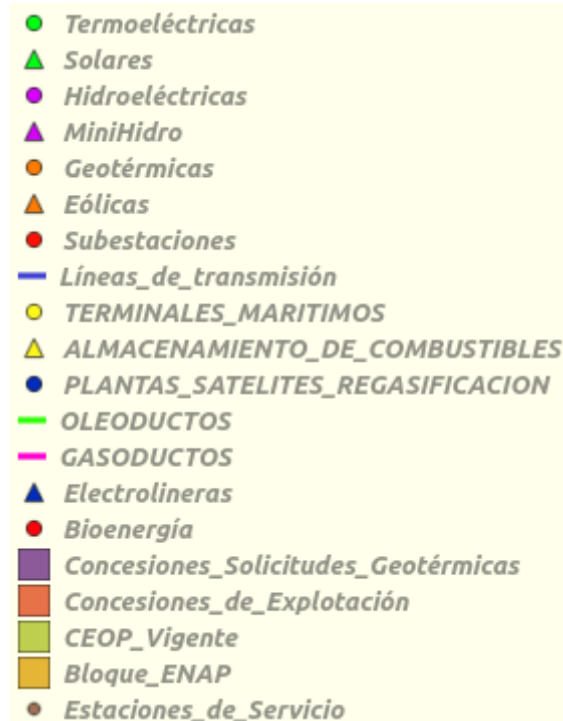 Termoeléctricas
Solares
Hidroeléctricas
MiniHidro
Geotérmicas
Eólicas
Subestaciones
Líneas_de_transmisión
TERMINALES_MARITIMOS
ALMACENAMIENTO_DE_COMBUSTIBLES
PLANTAS_SATELITES_REGASIFICACION
OLEODUCTOS
GASODUCTOS
Electrolineras
Bioenergía
Concesiones_Solicitudes_Geotérmicas
Concesiones_de_Explotación
CEOP_Vigente
Bloque_ENAP
Estaciones_de_Servicio